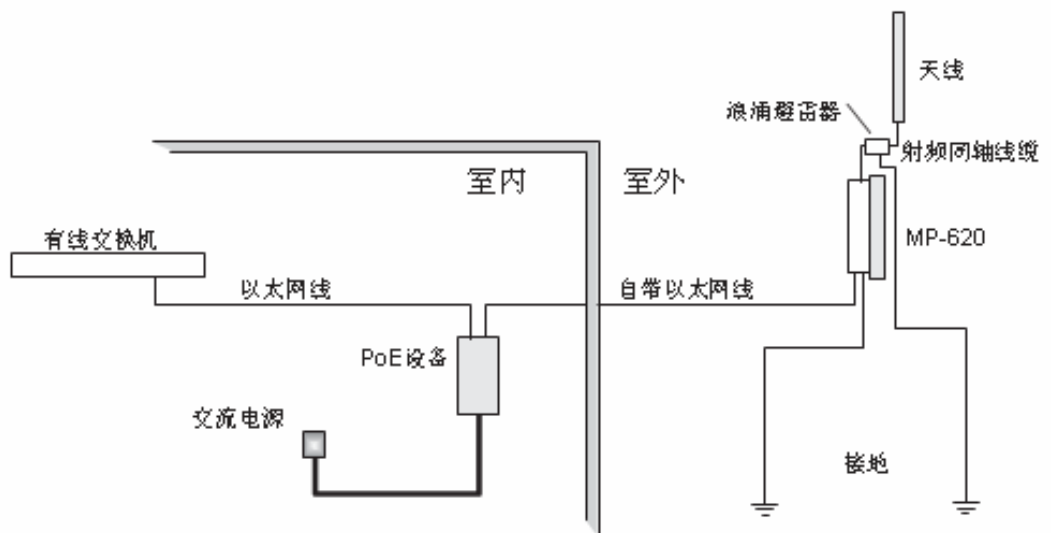 天线
浪涌避雷器
射频同轴线缆
室内
室外
MP-620
有线交换机
以太网线
自带以太网线
PoE设备
交流电源
接地